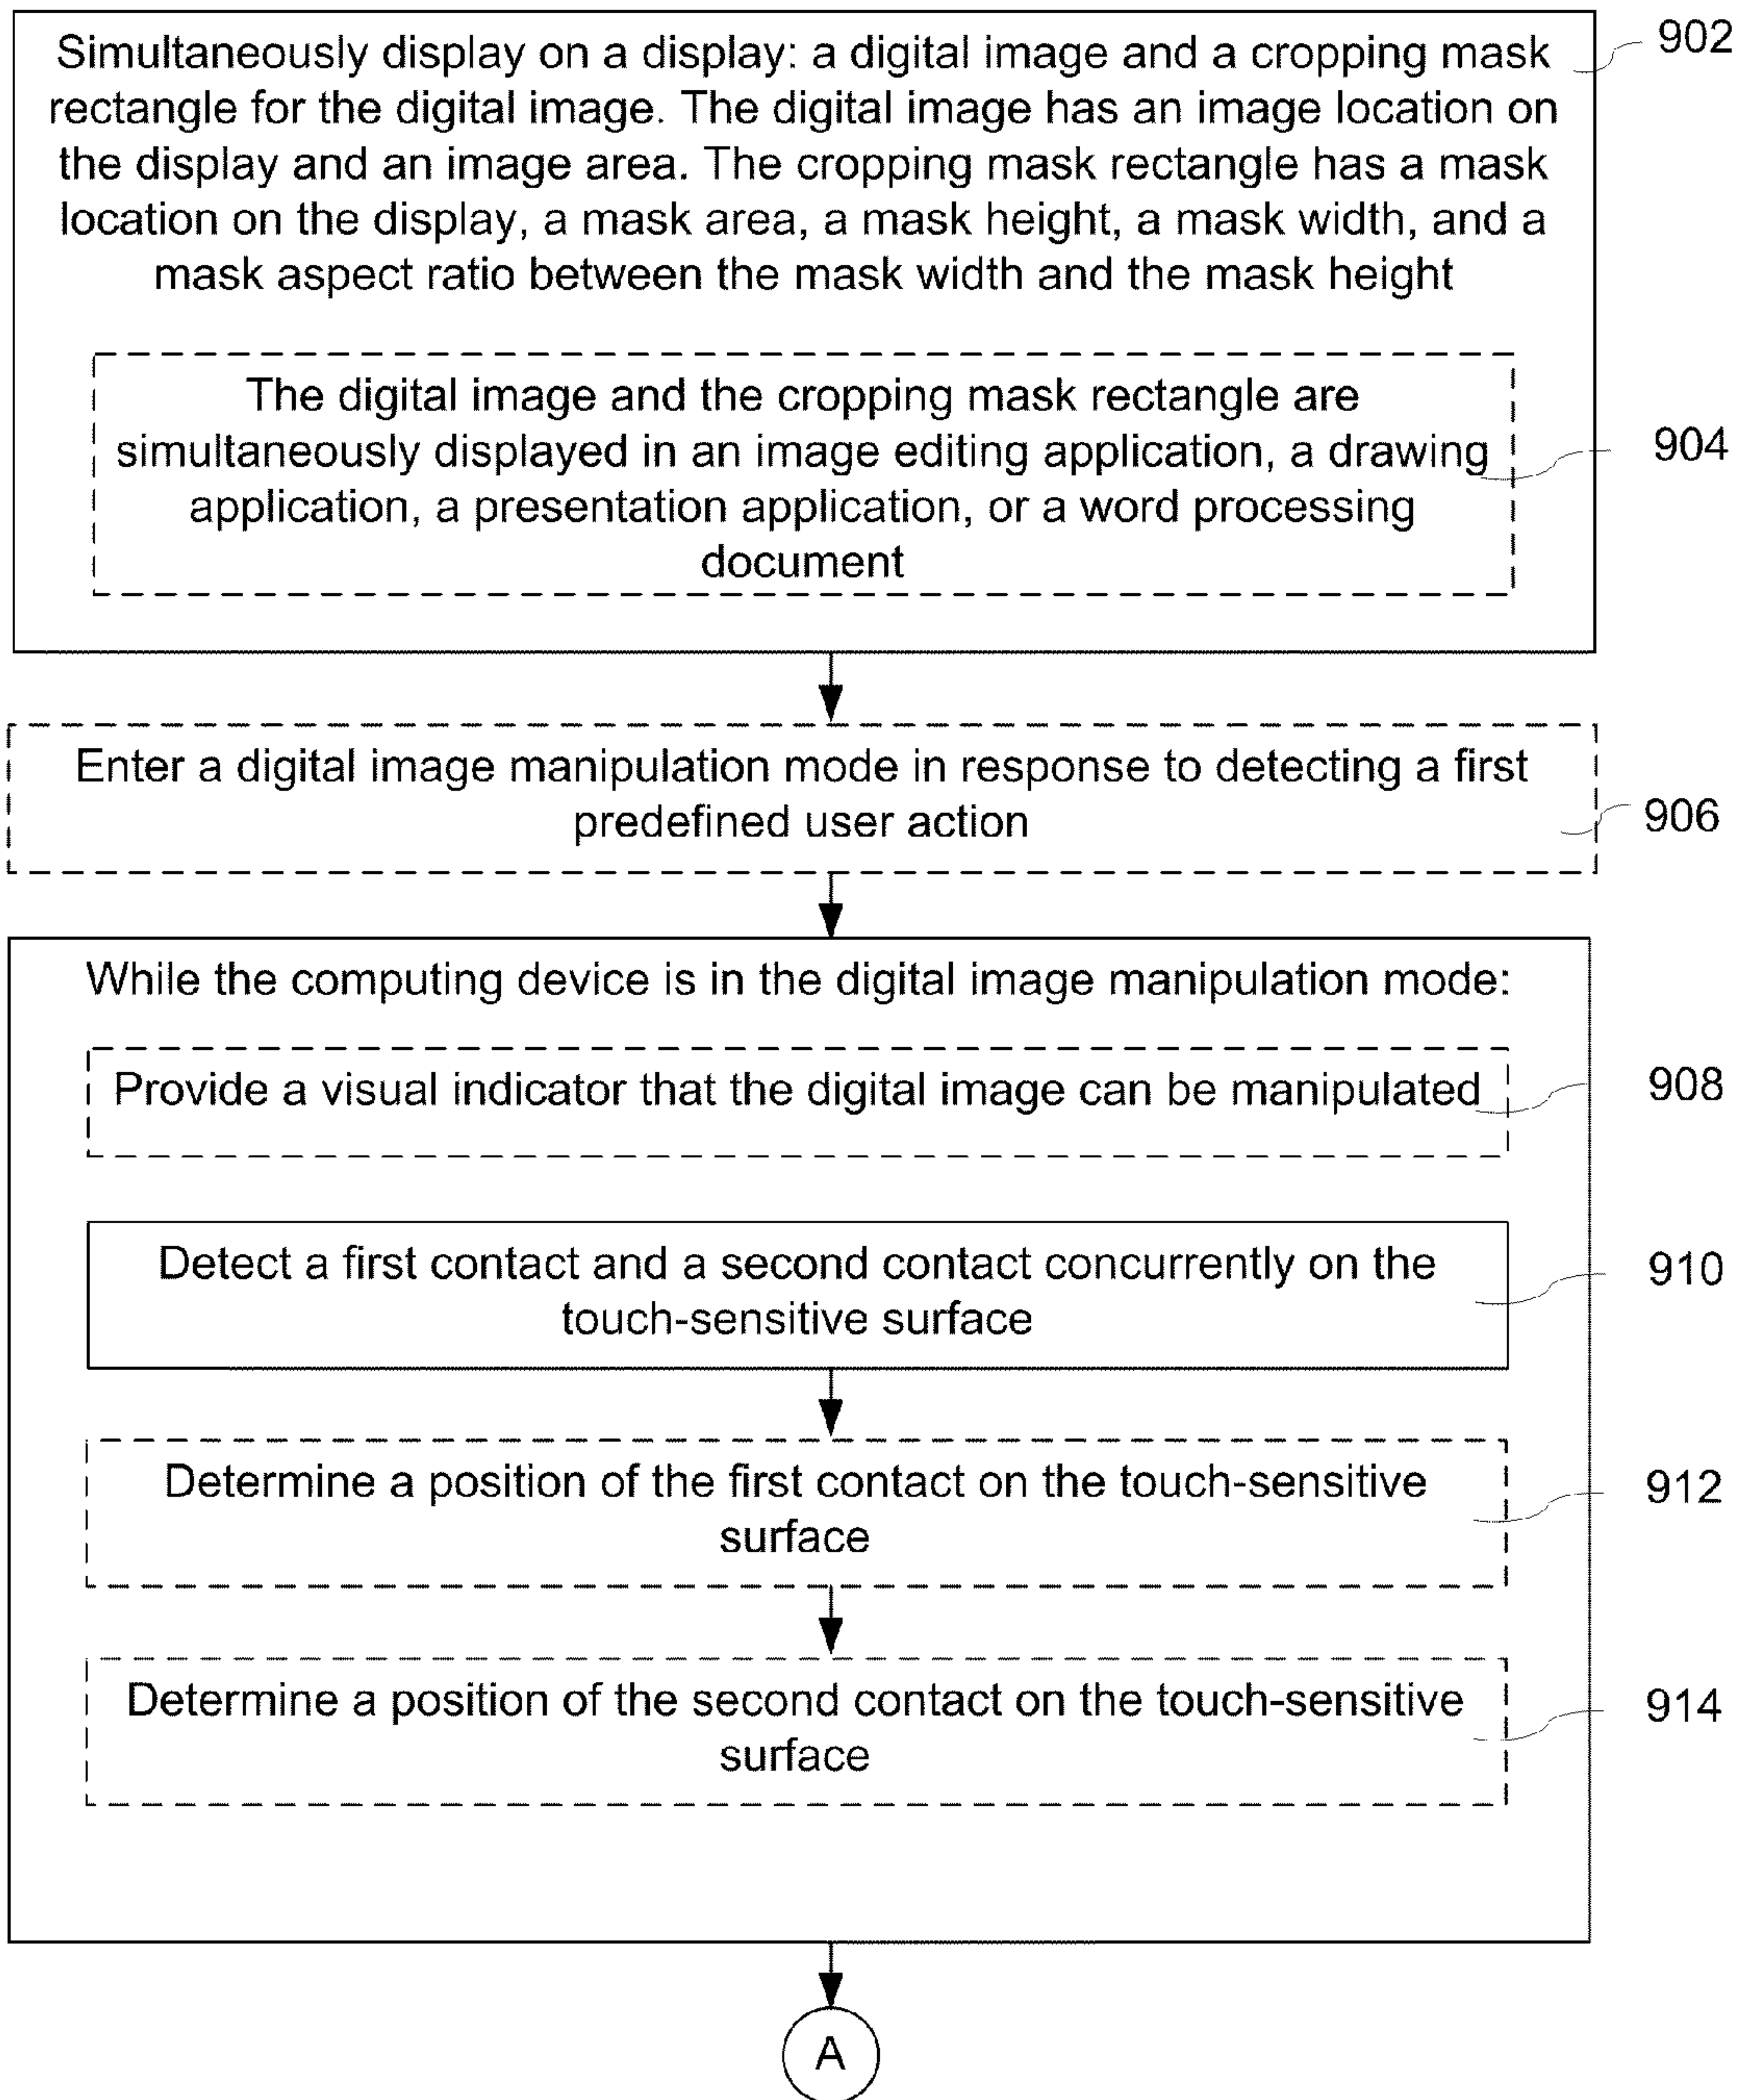 Simultaneously display on a display: a digital image and a cropping mask
rectangle for the digital image. The digital image has an image location on
the display and an image area. The cropping mask rectangle has a mask
location on the display, a mask area, a mask height, a mask width, and a
mask aspect ratio between the mask width and the mask height
902
The digital image and the cropping mask rectangle are
simultaneously displayed in an image editing application, a drawing
application, a presentation application, or a word processing
document
904
Enter a digital image manipulation mode in response to detecting a first
predefined user action
906
While the computing device is in the digital image manipulation mode:
Provide a visual indicator that the digital image can be manipulated
908
Detect a first contact and a second contact concurrently on the
touch-sensitive surface
910
Determine a position of the first contact on the touch-sensitive
surface
912
Determine a position of the second contact on the touch-sensitive
surface
914
A